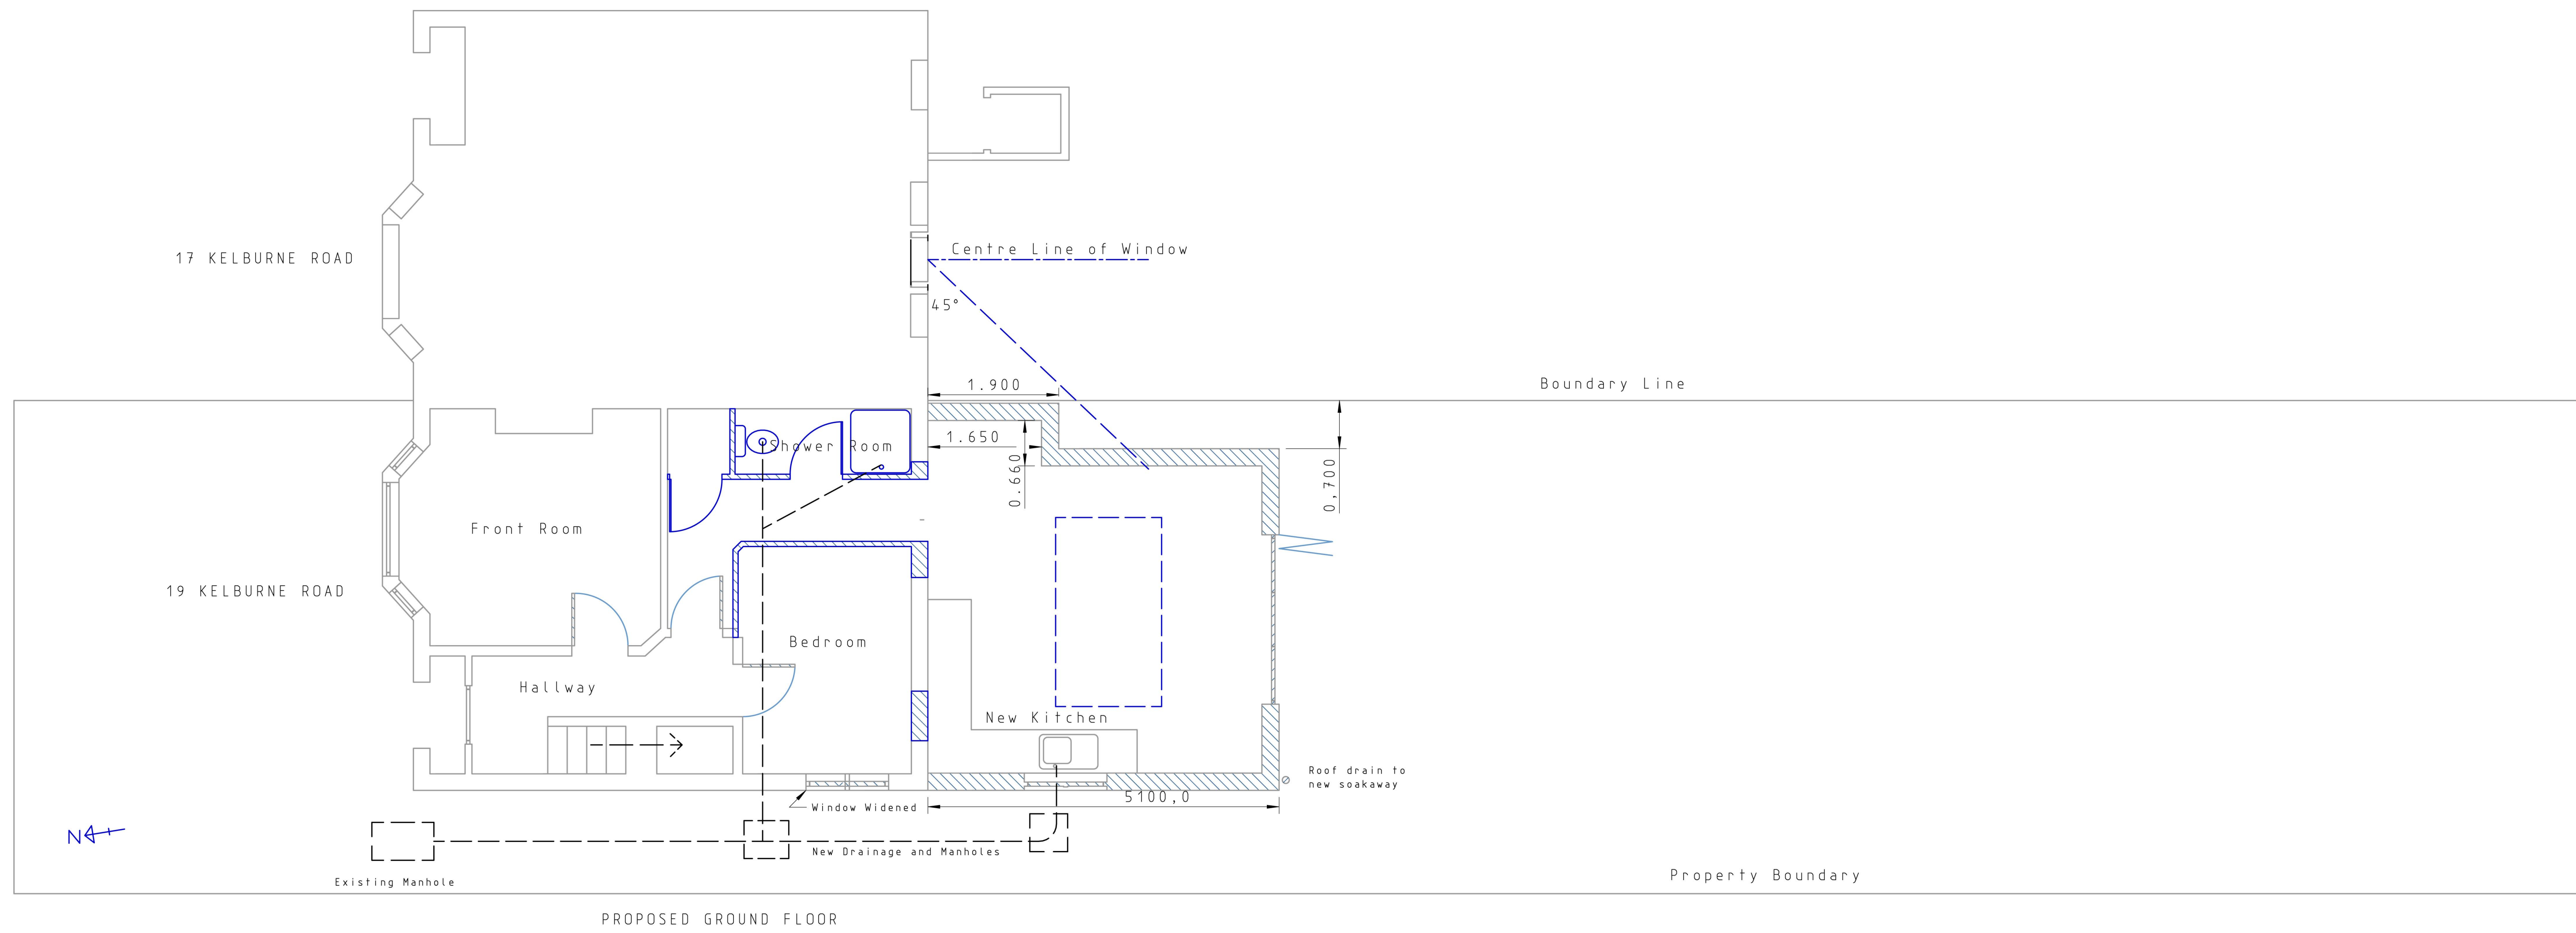 17 KELBURNE ROAD
Centre Line of Window
45°
1.900
Boundary Line
1.650
Shower Room
0.660
0,700
Front Room
19 KELBURNE ROAD
Bedroom
Hallway
New Kitchen
Roof drain to
new soakaway
5100,0
Window Widened
N
New Drainage and Manholes
Existing Manhole
Property Boundary
PROPOSED GROUND FLOOR